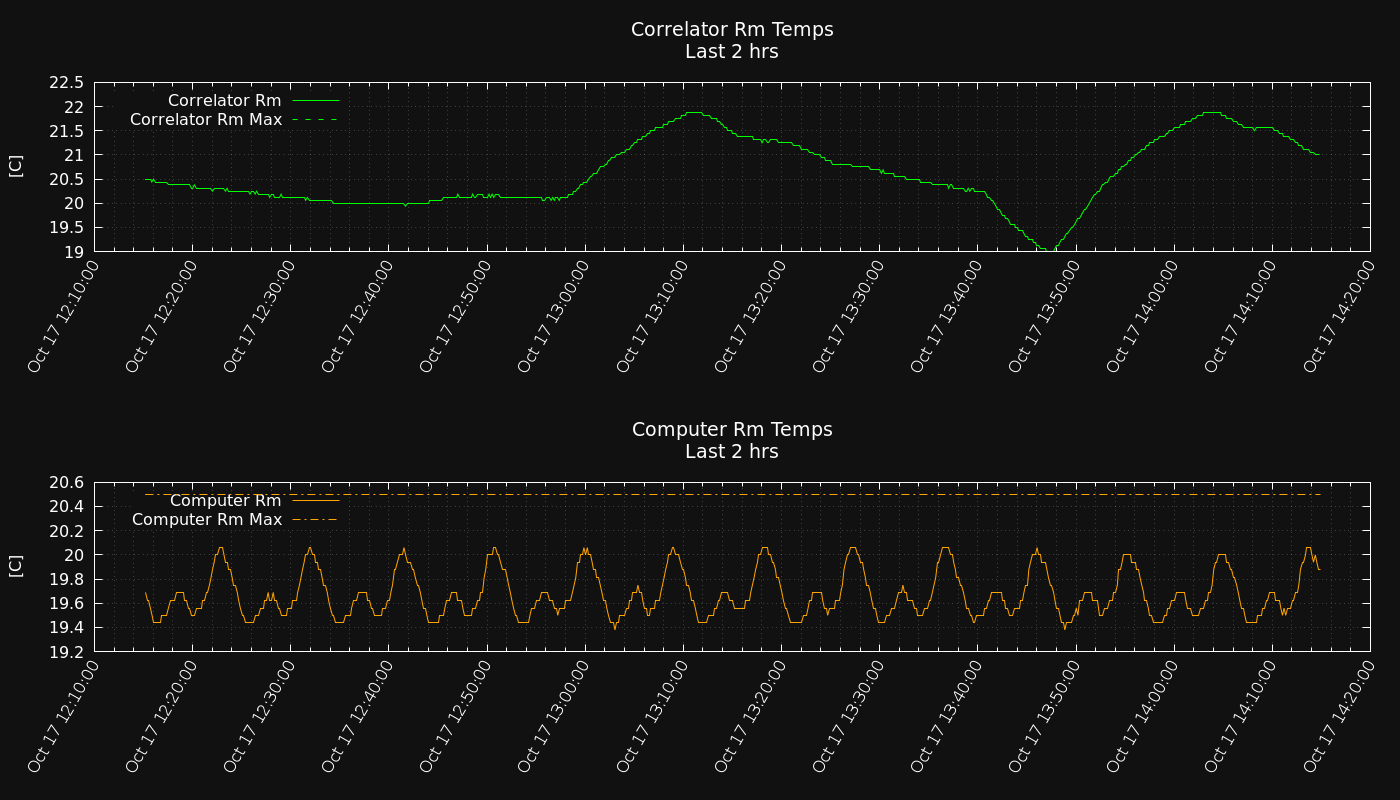 Correlator Rm Temps
Last 2 hrs
[C]
22.5
22
21.5
21
20.5
20
19.5
19
Correlator Rm
Correlator Rm Max
Oct 17 12:10:00
Oct 17 12:20:00
Oct 17 12:30:00
Oct 17 12:40:00
Oct 17 12:50:00
Oct 17 13:00:00
Oct 17 13:10:00
Oct 17 13:20:00
Oct 17 13:30:00
Oct 17 13:40:00
Oct 17 13:50:00
Oct 17 14:00:00
Oct 17 14:10:00
Oct 17 14:20:00
Computer Rm Temps
Last 2 hrs
[C]
20.6
20.4
20.2
20
19.8
19.6
19.4
19.2
Computer Rm
Computer Rm Max
Oct 17 12:10:00
Oct 17 12:20:00
Oct 17 12:30:00
Oct 17 12:40:00
Oct 17 12:50:00
Oct 17 13:00:00
Oct 17 13:10:00
Oct 17 13:20:00
Oct 17 13:30:00
Oct 17 13:40:00
Oct 17 13:50:00
Oct 17 14:00:00
Oct 17 14:10:00
Oct 17 14:20:00